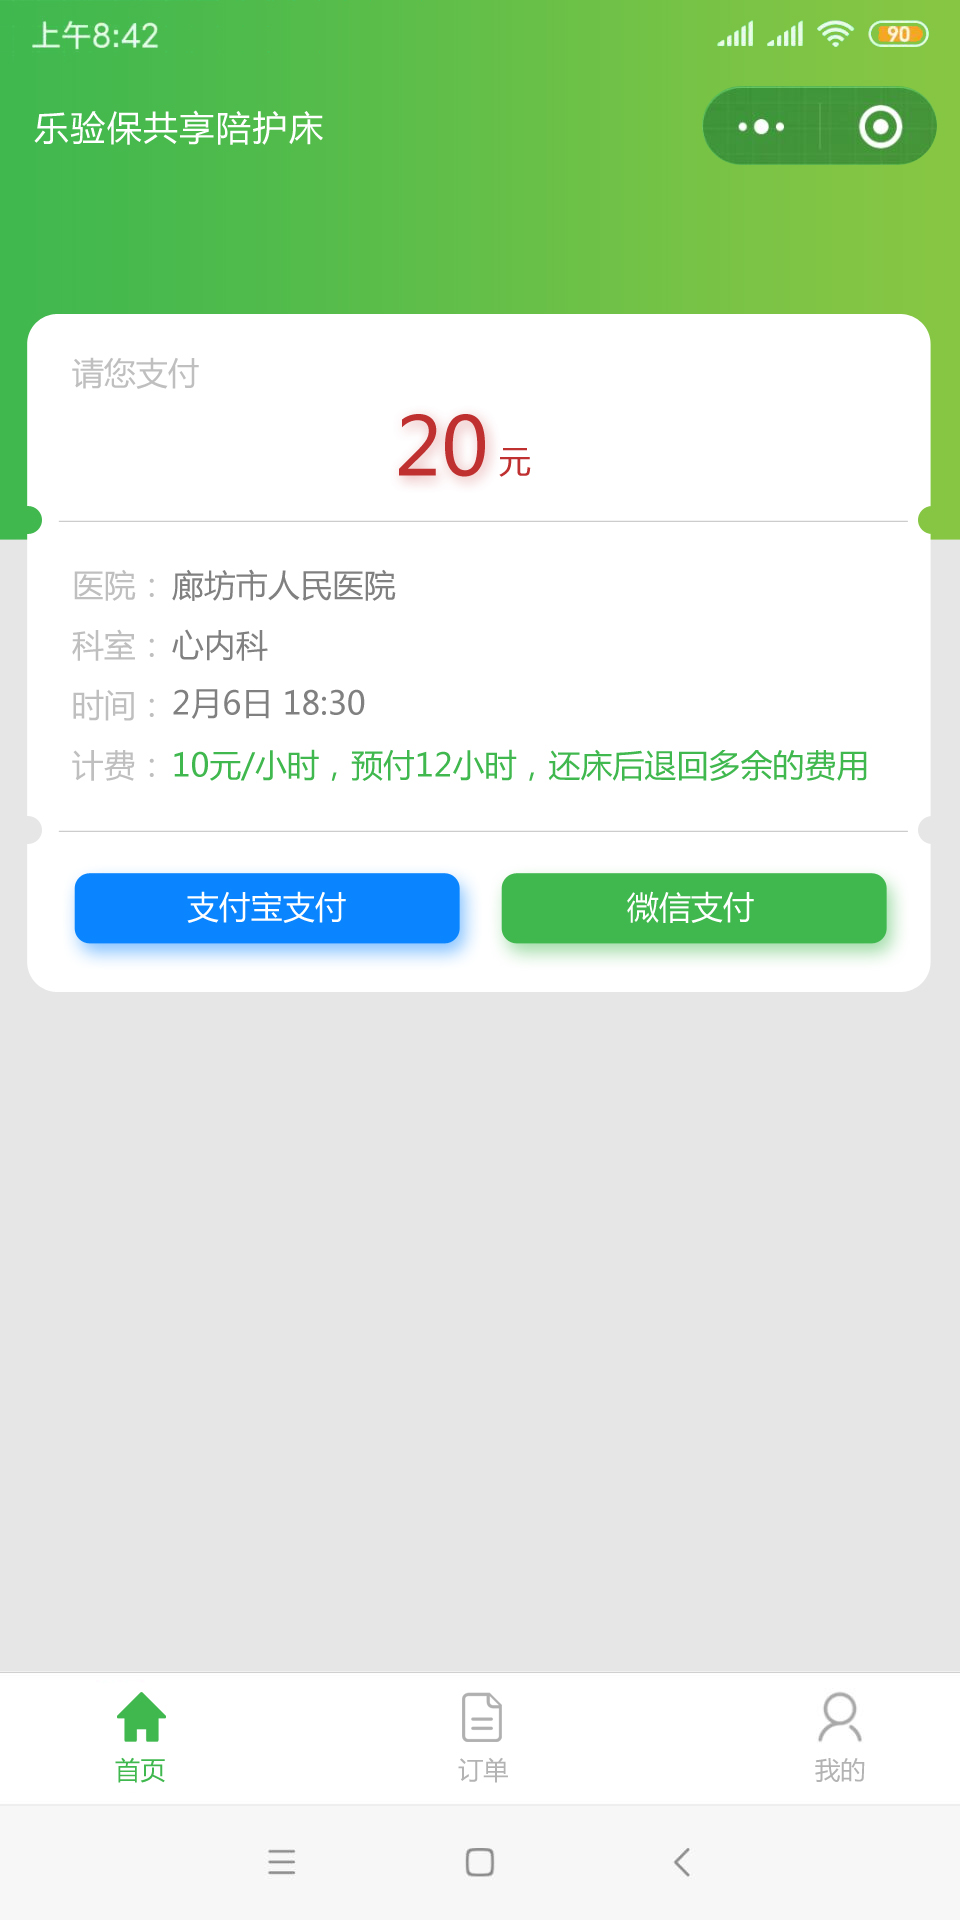 上午8:42
90
乐验保共享陪护床
请您支付
20 元
医院：廊坊市人民医院
科室：心内科
时间：2月6日 18:30
计费：10元/小时，预付12小时，还床后退回多余的费用
支付宝支付
微信支付
首页
订单
我的